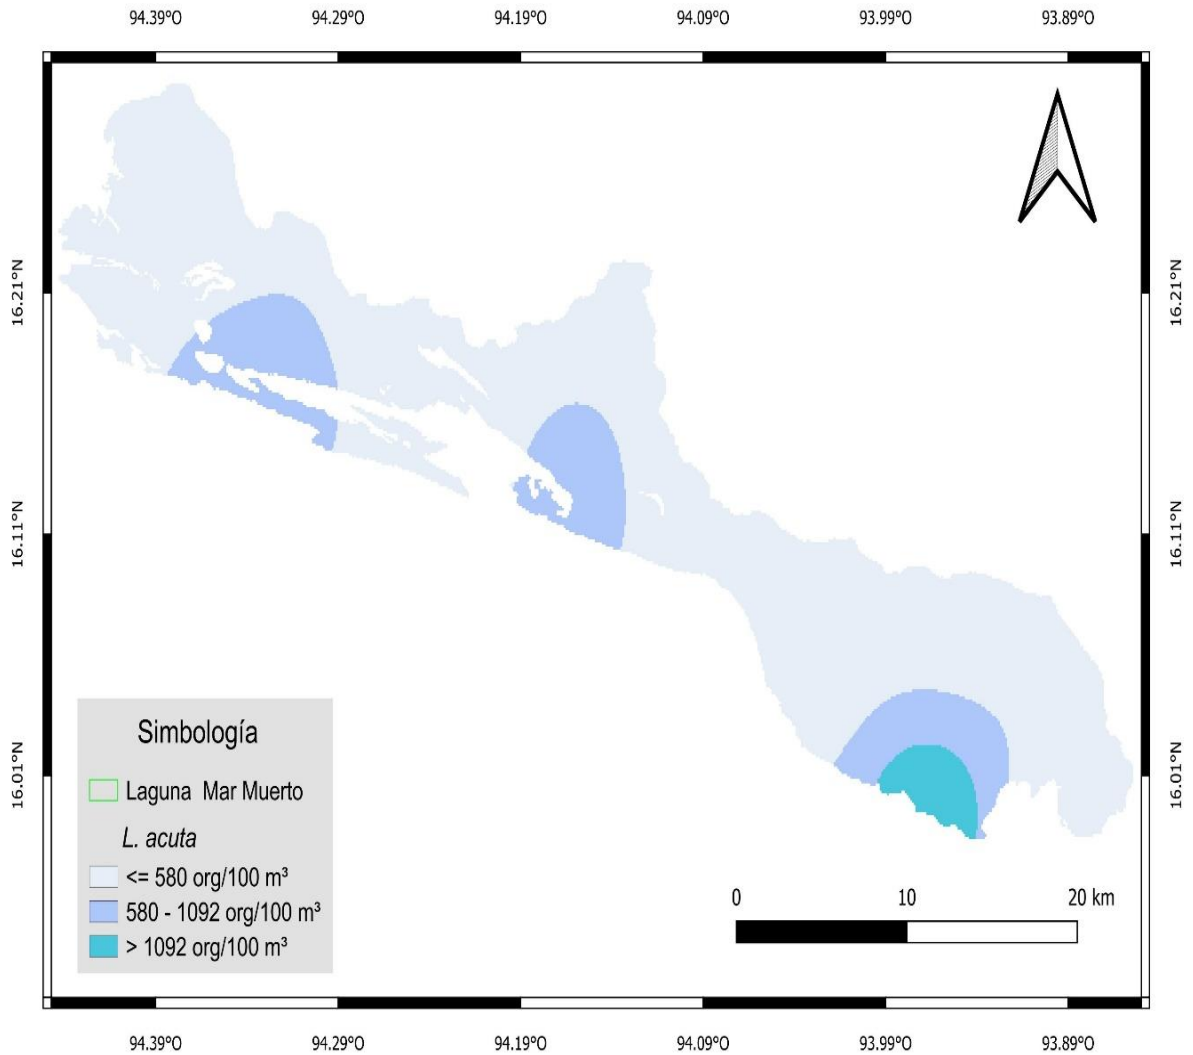 94.39°O 94.29°O 94.19°O 94.09°O 93.99°O 93.89°O
16.21°N 16.21°N
16.11°N 16.11°N
16.01°N 16.01°N
Simbología
Laguna Mar Muerto
L. acuta
<= 580 org/100 m³
580 - 1092 org/100 m³
> 1092 org/100 m³
0 10 20 km
94.39°O 94.29°O 94.19°O 94.09°O 93.99°O 93.89°O